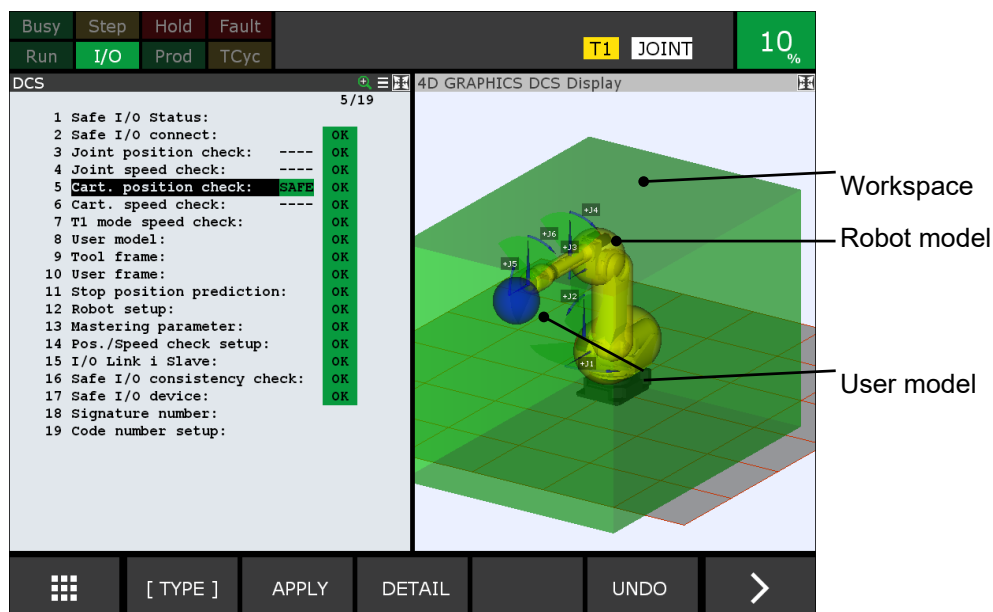 Busy Step Hold Fault
Run I/O Prod TCyc
T1 JOINT
10%
DCS
5/19
1 Safe I/O Status:
2 Safe I/O connect: OK
3 Joint position check: ---- OK
4 Joint speed check: ---- OK
5 Cart. position check: SAFE OK
6 Cart. speed check: ---- OK
7 T1 mode speed check: OK
8 User model: OK
9 Tool frame: OK
10 User frame: OK
11 Stop position prediction: OK
12 Robot setup: OK
13 Mastering parameter: OK
14 Pos./Speed check setup: OK
15 I/O Link i Slave: OK
16 Safe I/O consistency check: OK
17 Safe I/O device: OK
18 Signature number:
19 Code number setup:
4D GRAPHICS DCS Display
+J4
+J6
+J3
+J5
+J2
+J1
Workspace
Robot model
User model
[ TYPE ] APPLY DETAIL UNDO >